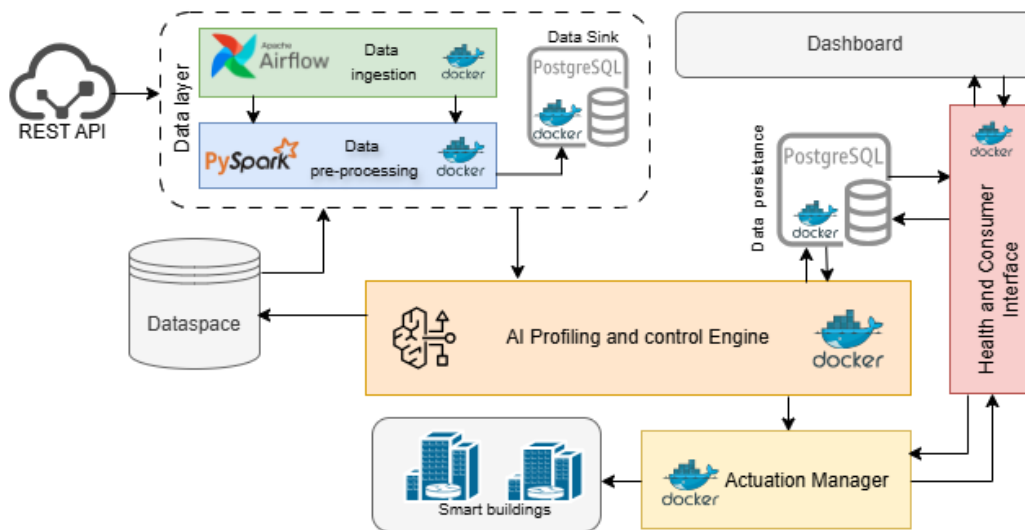 REST API
Data layer
Apache
Airflow
Data
ingestion
docker
PySpark
Data
pre-processing
docker
Data Sink
PostgreSQL
docker
Dashboard
Data persistance
PostgreSQL
docker
docker
Health and Consumer
Interface
Dataspace
AI Profiling and control Engine
docker
Smart buildings
docker
Actuation Manager